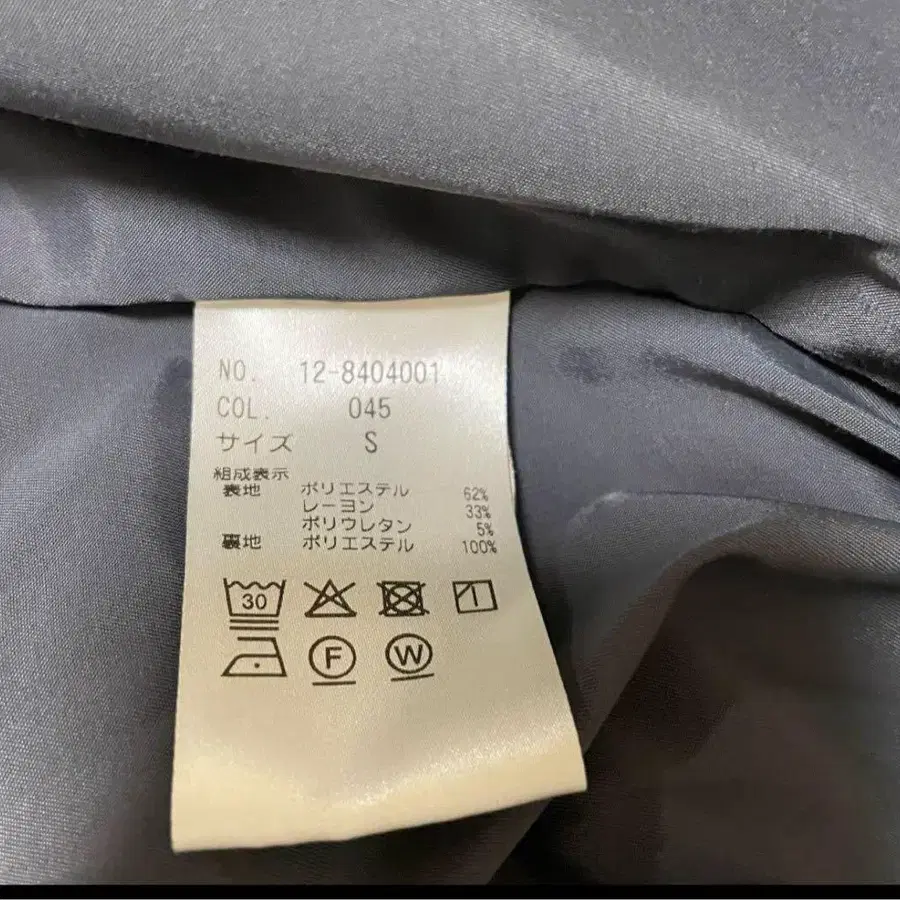 NO. 12-8404001
COL. 045
サイズ S
組成表示
表地 ポリエステル 62%
レーヨン 33%
ポリウレタン 5%
裏地 ポリエステル 100%
30
F W